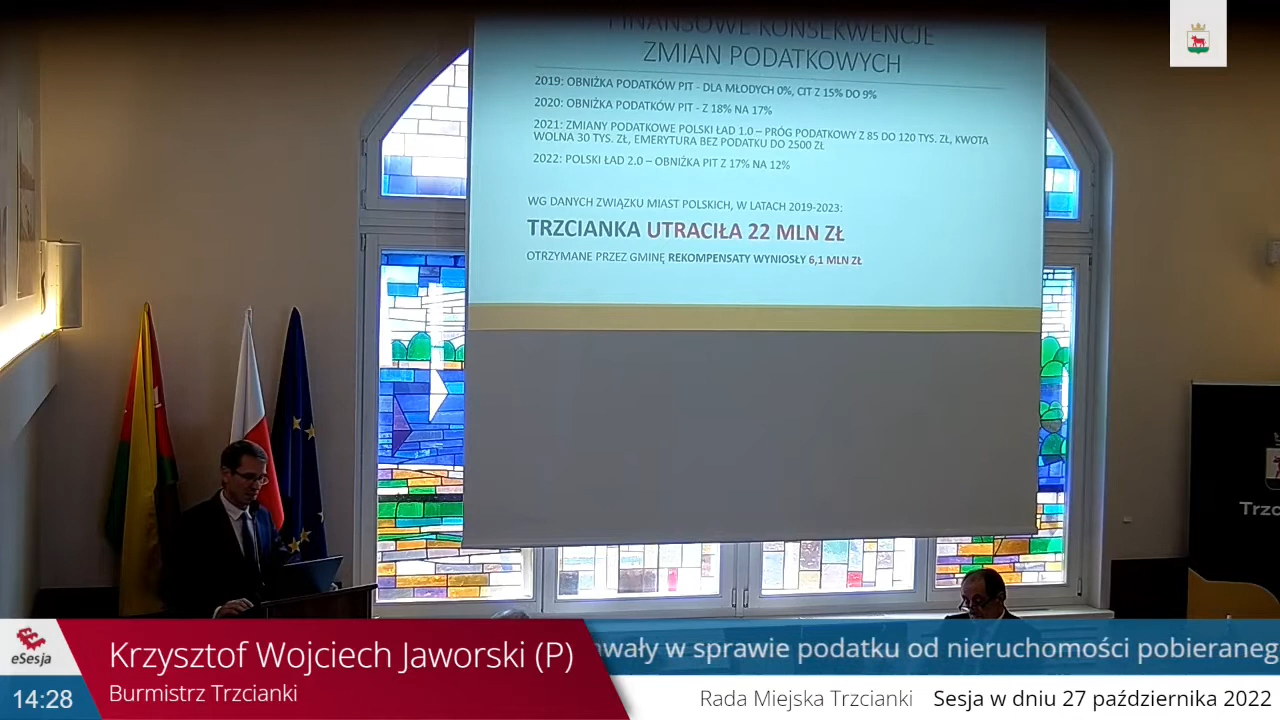 FINANSOWE KONSEKWENCJE
ZMIAN PODATKOWYCH
2019: OBNIŻKA PODATKÓW PIT - DLA MŁODYCH 0%, CIT Z 15% DO 9%
2020: OBNIŻKA PODATKÓW PIT - Z 18% NA 17%
2021: ZMIANY PODATKOWE POLSKI ŁAD 1.0 – PRÓG PODATKOWY Z 85 DO 120 TYS. ZŁ, KWOTA
WOLNA 30 TYS. ZŁ, EMERYTURA BEZ PODATKU DO 2500 ZŁ
2022: POLSKI ŁAD 2.0 – OBNIŻKA PIT Z 17% NA 12%
WG DANYCH ZWIĄZKU MIAST POLSKICH, W LATACH 2019-2023:
TRZCIANKA UTRACIŁA 22 MLN ZŁ
OTRZYMANE PRZEZ GMINĘ REKOMPENSATY WYNIOSŁY 6,1 MLN ZŁ
Trzc
eSesja
14:28
Krzysztof Wojciech Jaworski (P)
Burmistrz Trzcianki
wały w sprawie podatku od nieruchomości pobieraneg
Rada Miejska Trzcianki Sesja w dniu 27 października 2022